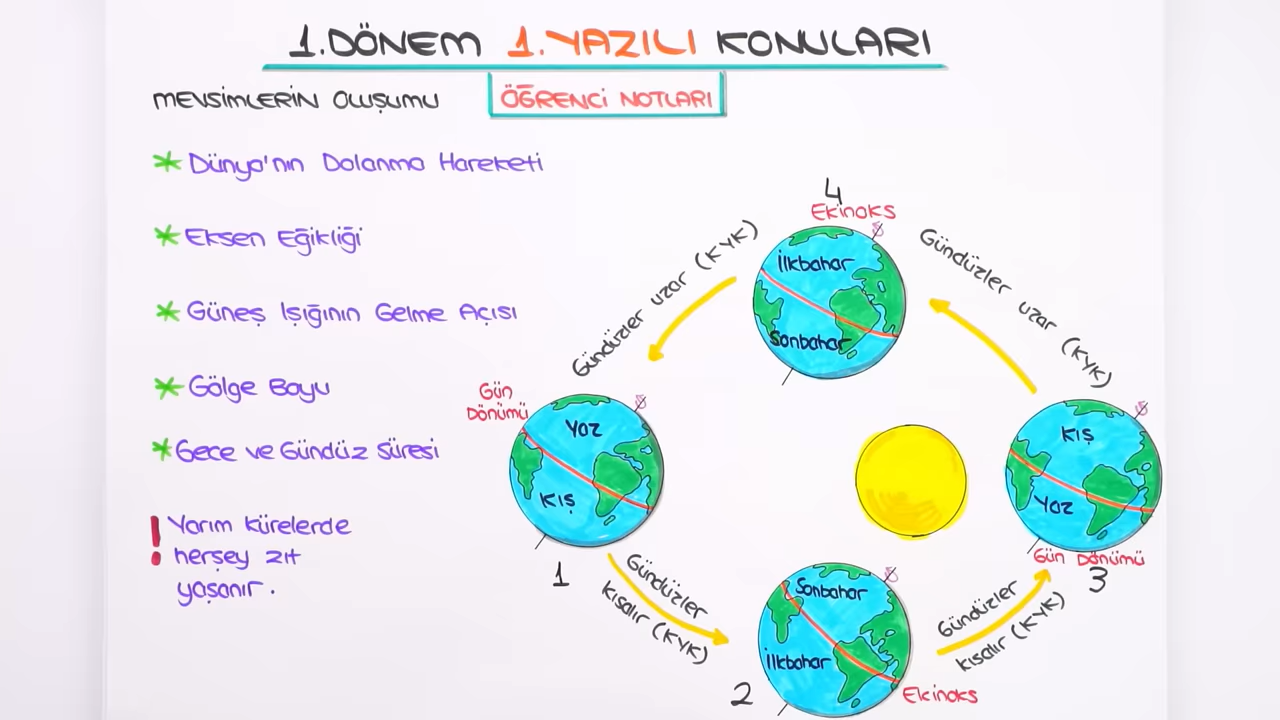 1.DÖNEM 1.YAZILI KONULARI
MEVSİMLERİN OLUŞUMU
ÖĞRENCİ NOTLARI
* Dünya'nın Dolanma Hareketi
* Eksen Eğikliği
* Güneş Işığının Gelme Açısı
* Gölge Boyu
* Gece ve Gündüz Süresi
! Yarım kürelerde
herşey zıt
yaşanır.
4
Ekinoks
İlkbahar
Sonbahar
Gündüzler uzar (KYK)
Gündüzler uzar (KYK)
Gün
Dönümü
Yaz
Kış
1
Kış
Yaz
Gün Dönümü
3
Gündüzler
kısalır (KYK)
Sonbahar
İlkbahar
2
Ekinoks
Gündüzler
kısalır (KYK)